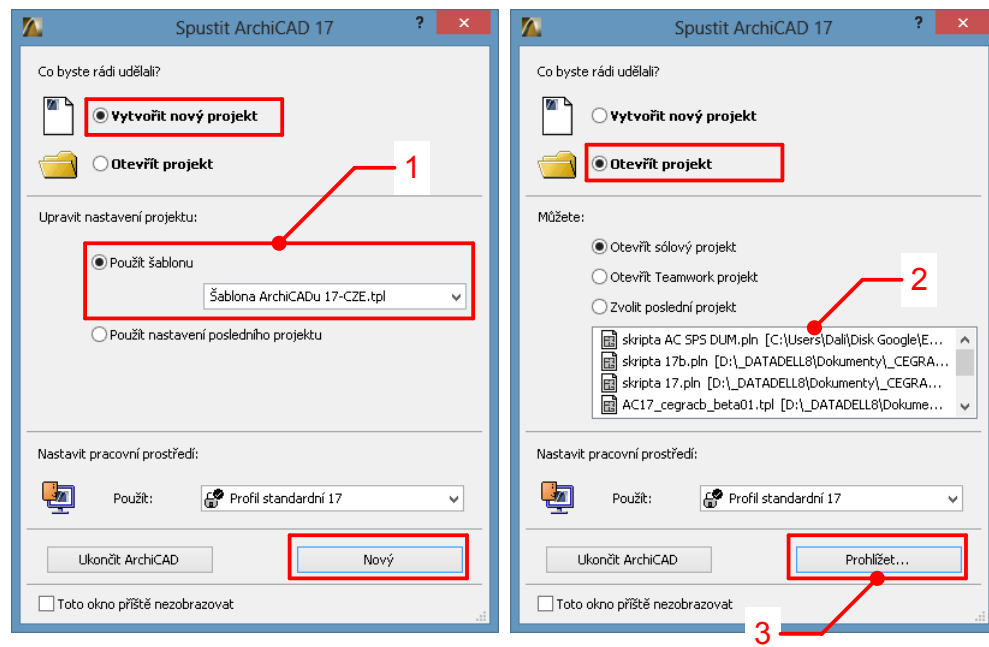 Spustit ArchiCAD 17
?
Co byste rádi udělali?
Vytvořit nový projekt
Otevřít projekt
1
Upravit nastavení projektu:
Použít šablonu
Šablona ArchiCADu 17-CZE.tpl
Použít nastavení posledního projektu
Nastavit pracovní prostředí:
Použít:
Profil standardní 17
Ukončit ArchiCAD
Nový
Toto okno příště nezobrazovat
Spustit ArchiCAD 17
?
Co byste rádi udělali?
Vytvořit nový projekt
Otevřít projekt
Můžete:
Otevřít sólový projekt
Otevřít Teamwork projekt
2
Zvolit poslední projekt
skripta AC SPS DUM.pln [C:\Users\Dali\Disk Google\E...
skripta 17b.pln [D:\_DATADELL8\Dokumenty\_CEGRA...
skripta 17.pln [D:\_DATADELL8\Dokumenty\_CEGRA...
AC17_cegracb_beta01.tpl [D:\_DATADELL8\Dokume...
Nastavit pracovní prostředí:
Použít:
Profil standardní 17
Ukončit ArchiCAD
Prohlížet...
Toto okno příště nezobrazovat
3